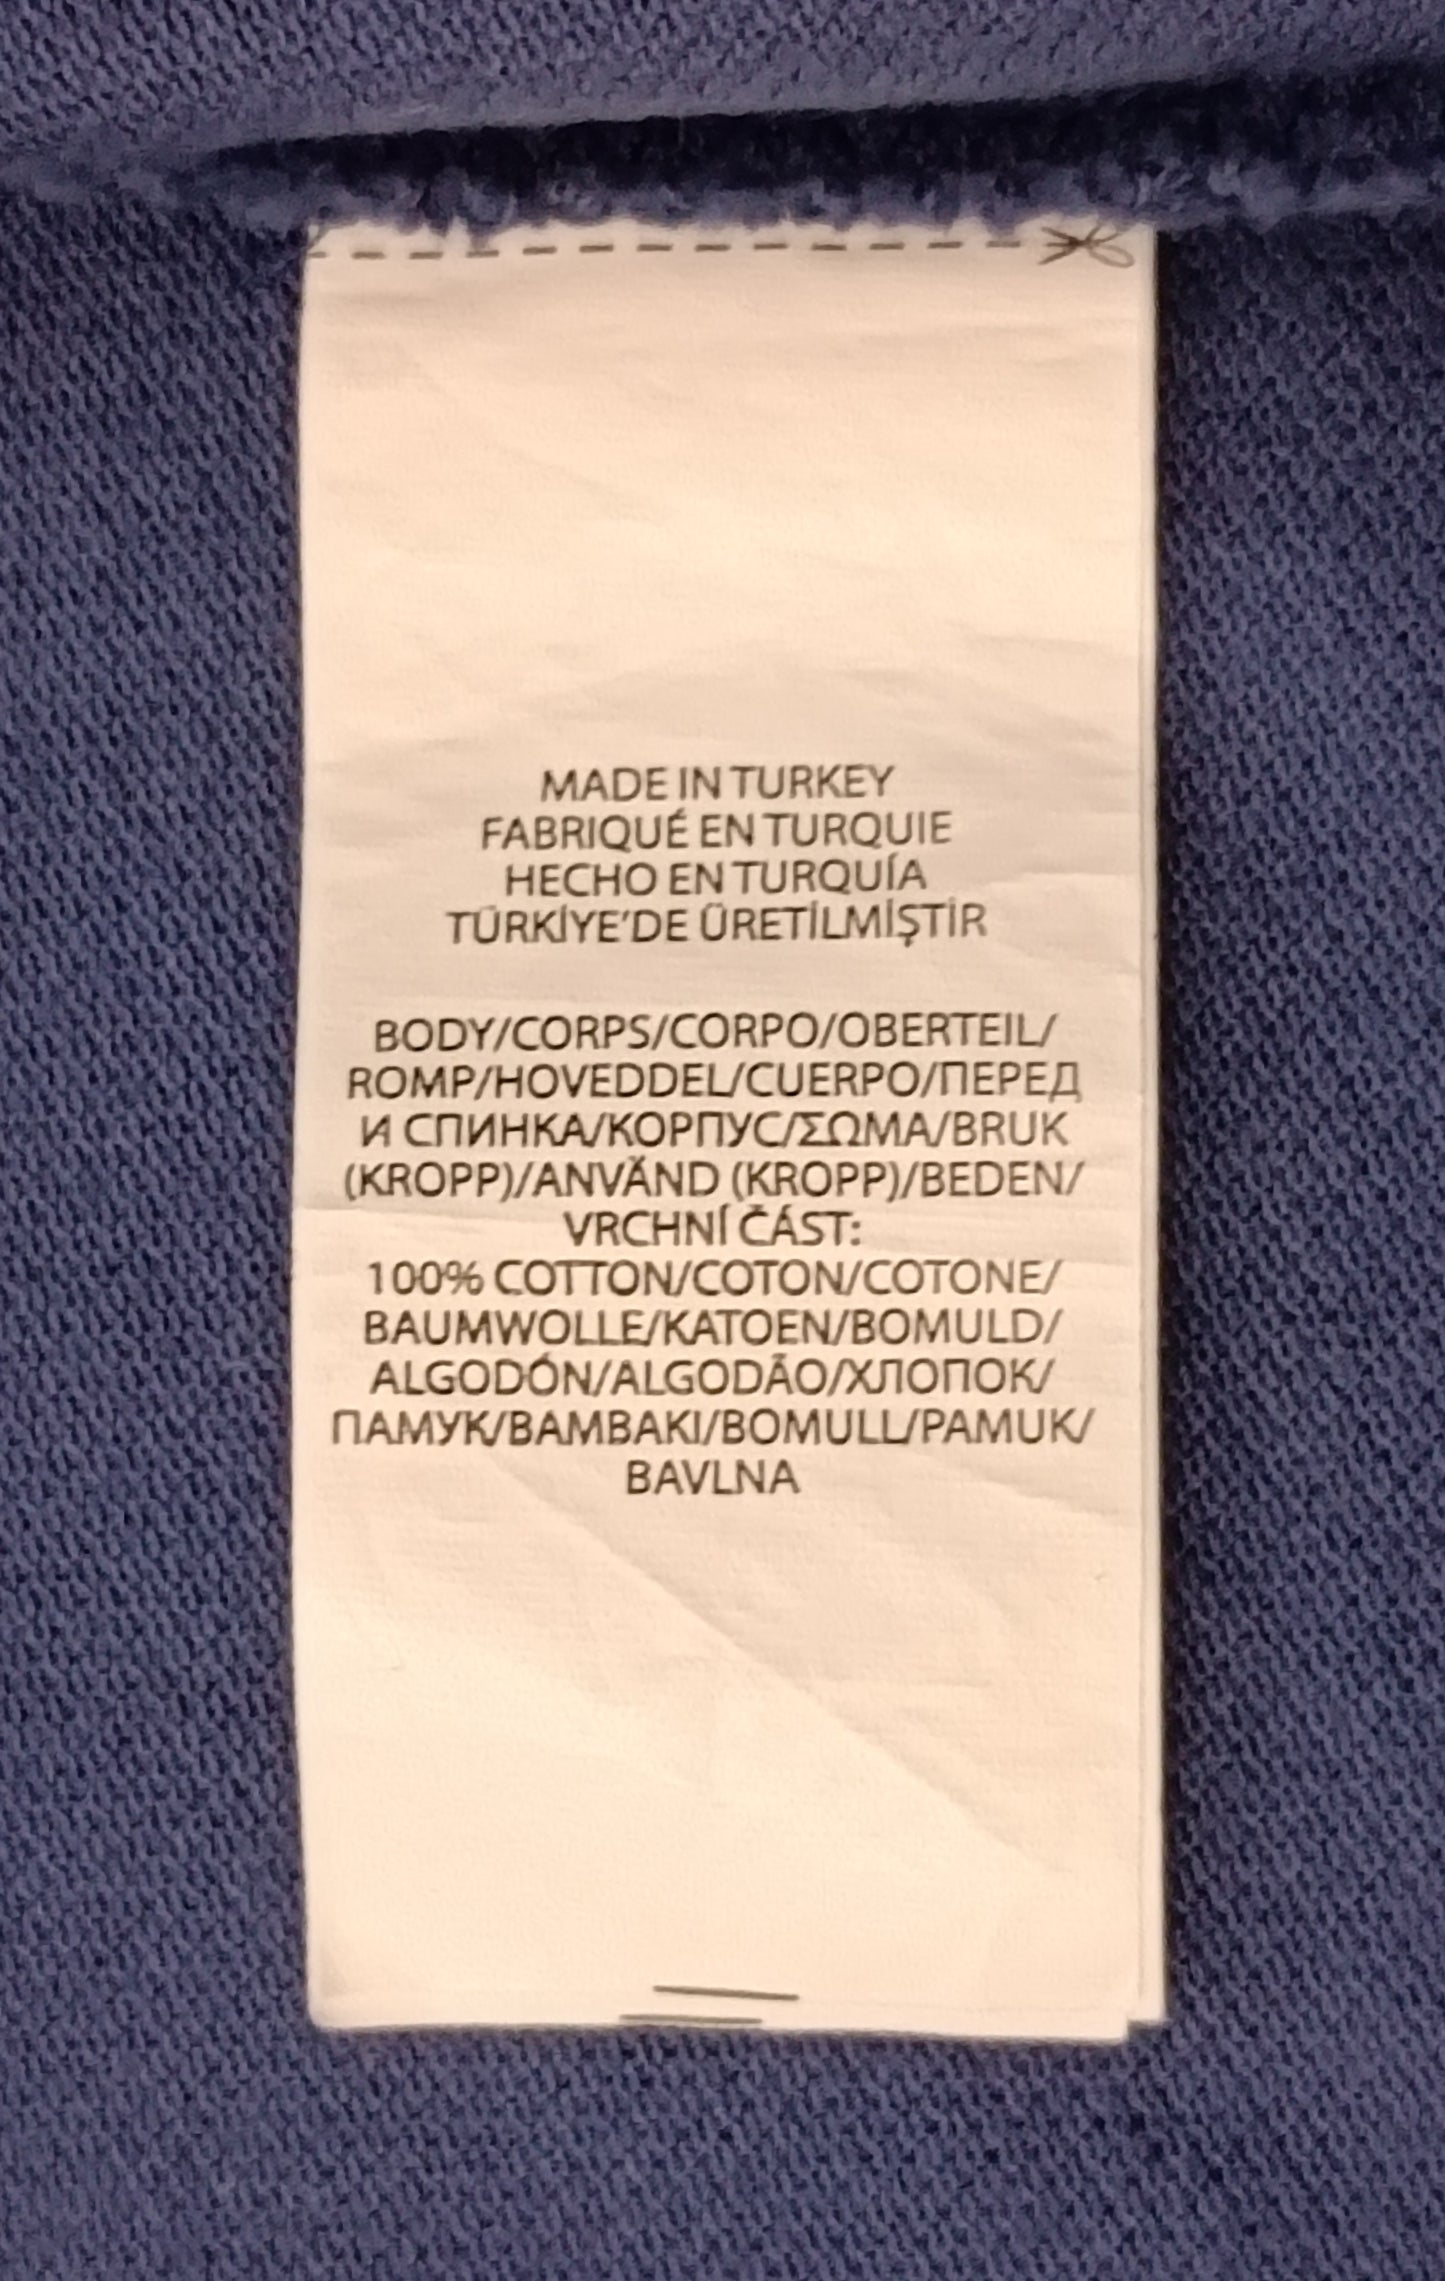 MADE IN TURKEY
FABRIQUÉ EN TURQUIE
HECHO EN TURQUÍA
TÜRKİYE'DE ÜRETİLMİŞTİR
BODY/CORPS/CORPO/OBERTEIL/
ROMP/HOVEDDEL/CUERPO/ПЕРЕД
И СПИНКА/КОРПУС/ΣΩΜΑ/BRUK
(KROPP)/ANVÄND (KROPP)/BEDEN/
VRCHNÍ ČÁST:
100% COTTON/COTON/COTONE/
BAUMWOLLE/KATOEN/BOMULD/
ALGODÓN/ALGODÃO/ХЛОПОК/
ПАМУК/BAMBAKI/BOMULL/PAMUK/
BAVLNA